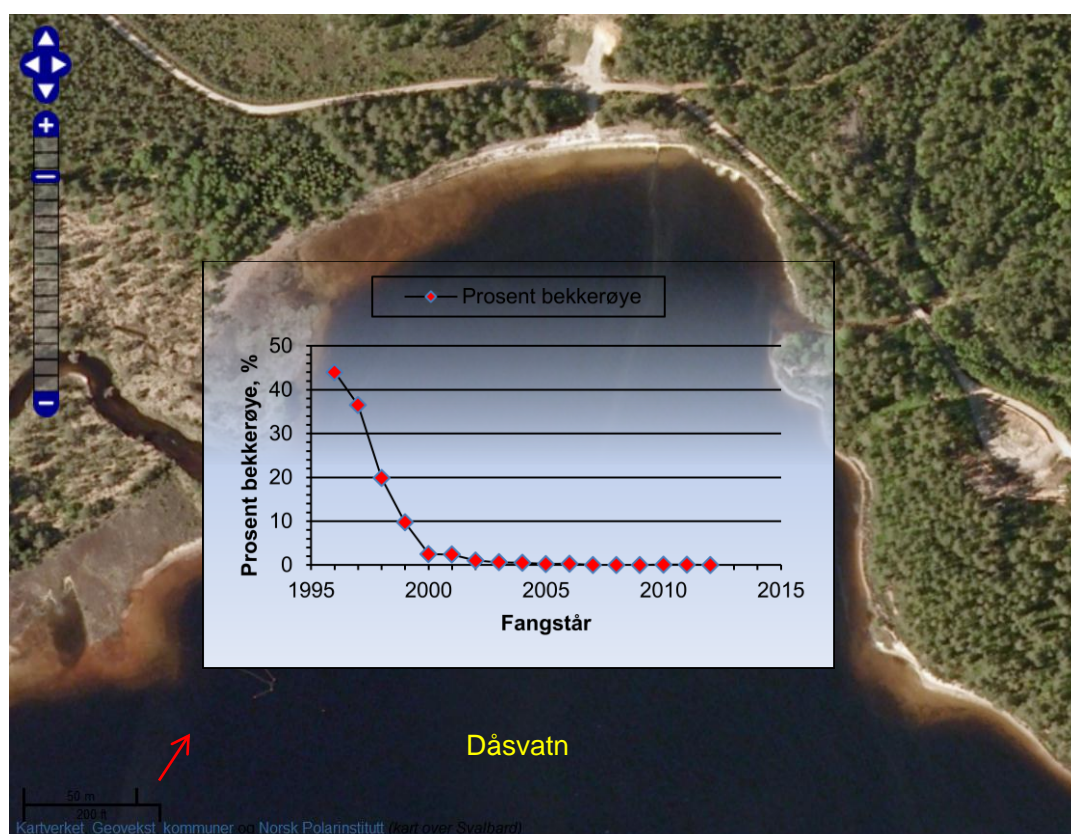 Prosent bekkerøye
Prosent bekkerøye, %
50
40
30
20
10
0
1995 2000 2005 2010 2015
Fangstår
Dåsvatn
50 m
200 ft
Kartverket, Geovekst, kommuner og Norsk Polarinstitutt (kart over Svalbard)